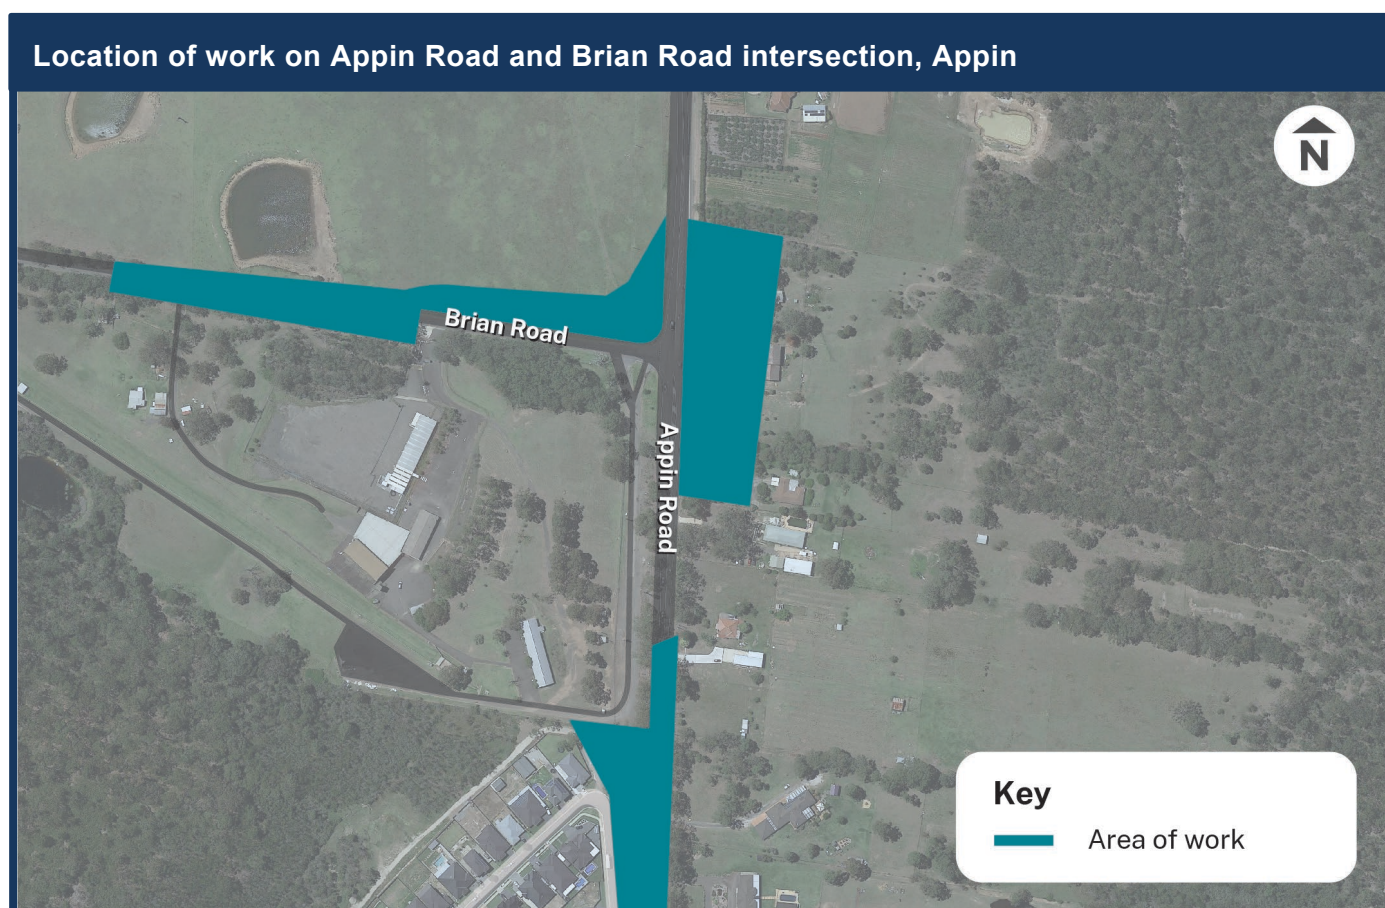 Location of work on Appin Road and Brian Road intersection, Appin
N
Brian Road
Appin Road
Key
Area of work